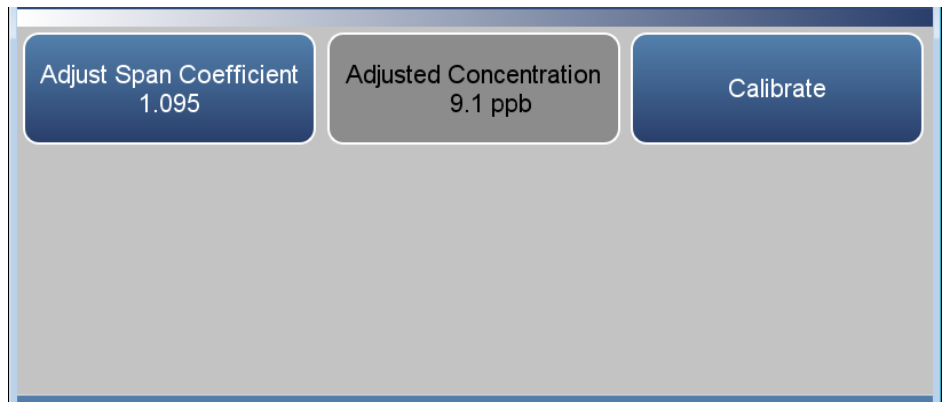 Adjust Span Coefficient
1.095
Adjusted Concentration
9.1 ppb
Calibrate